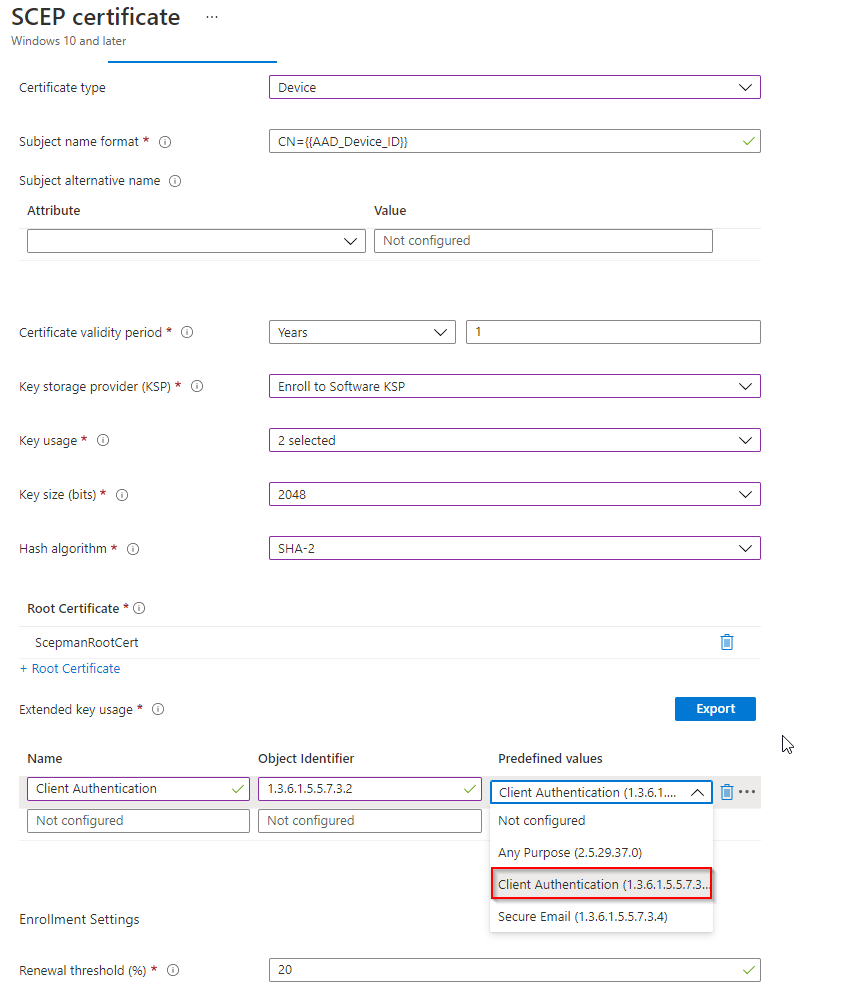 SCEP certificate ...
Windows 10 and later
Certificate type Device
Subject name format * CN={{AAD_Device_ID}}
Subject alternative name
Attribute Value
Not configured
Certificate validity period * Years 1
Key storage provider (KSP) * Enroll to Software KSP
Key usage * 2 selected
Key size (bits) * 2048
Hash algorithm * SHA-2
Root Certificate *
ScepmanRootCert
+ Root Certificate
Extended key usage * Export
Name Object Identifier Predefined values
Client Authentication 1.3.6.1.5.5.7.3.2 Client Authentication (1.3.6.1....
Not configured Not configured Not configured
Any Purpose (2.5.29.37.0)
Client Authentication (1.3.6.1.5.5.7.3...
Secure Email (1.3.6.1.5.5.7.3.4)
Enrollment Settings
Renewal threshold (%) * 20